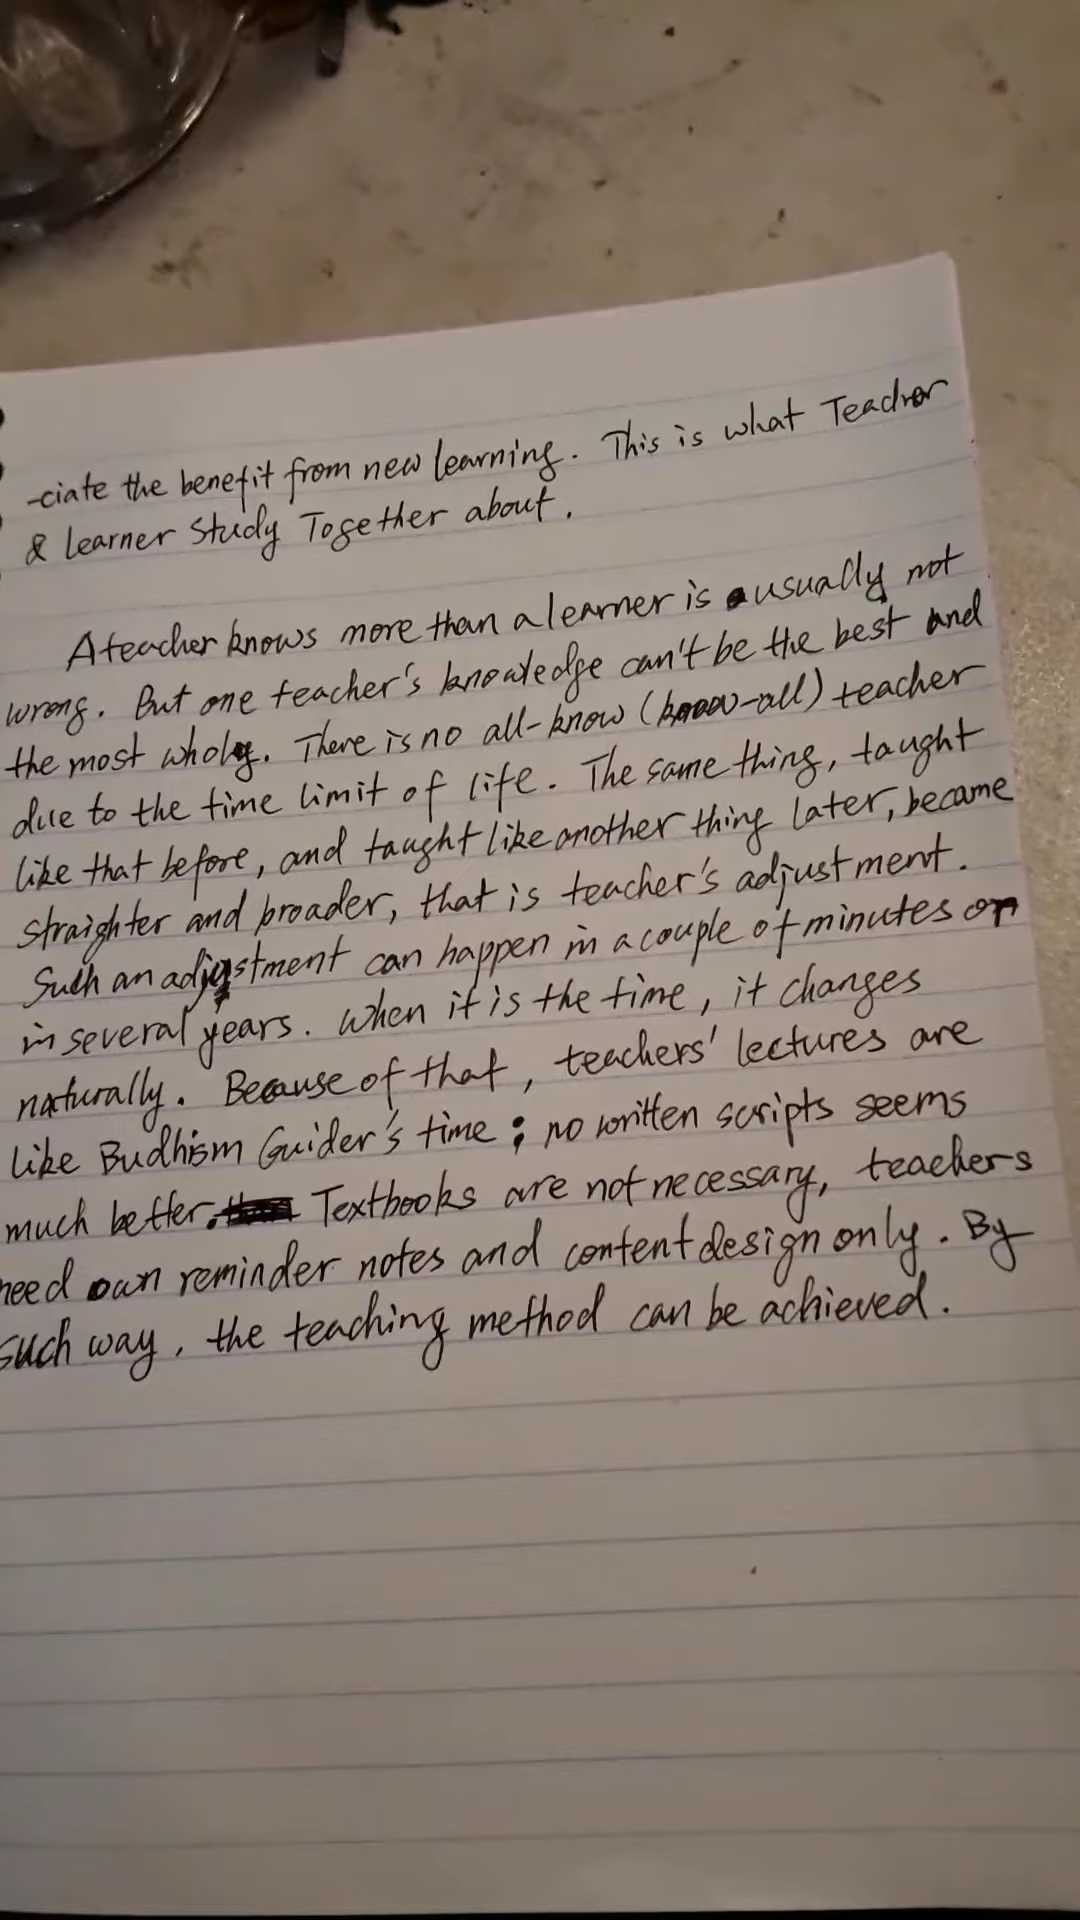 -ciate the benefit from new learning. This is what Teacher
& learner Study Together about.
A teacher knows more than a learner is usually not
wrong. But one teacher's knowledge can't be the best and
the most wholy. There is no all-know (know-all) teacher
due to the time limit of life. The same thing, taught
like that before, and taught like another thing later, became
straighter and broader, that is teacher's adjustment.
Such an adjustment can happen in a couple of minutes or
in several years. When it is the time, it changes
naturally. Because of that, teachers' lectures are
like Budhism Guider's time; no written scripts seems
much better. Textbooks are not necessary, teachers
need own reminder notes and content design only. By
such way, the teaching method can be achieved.